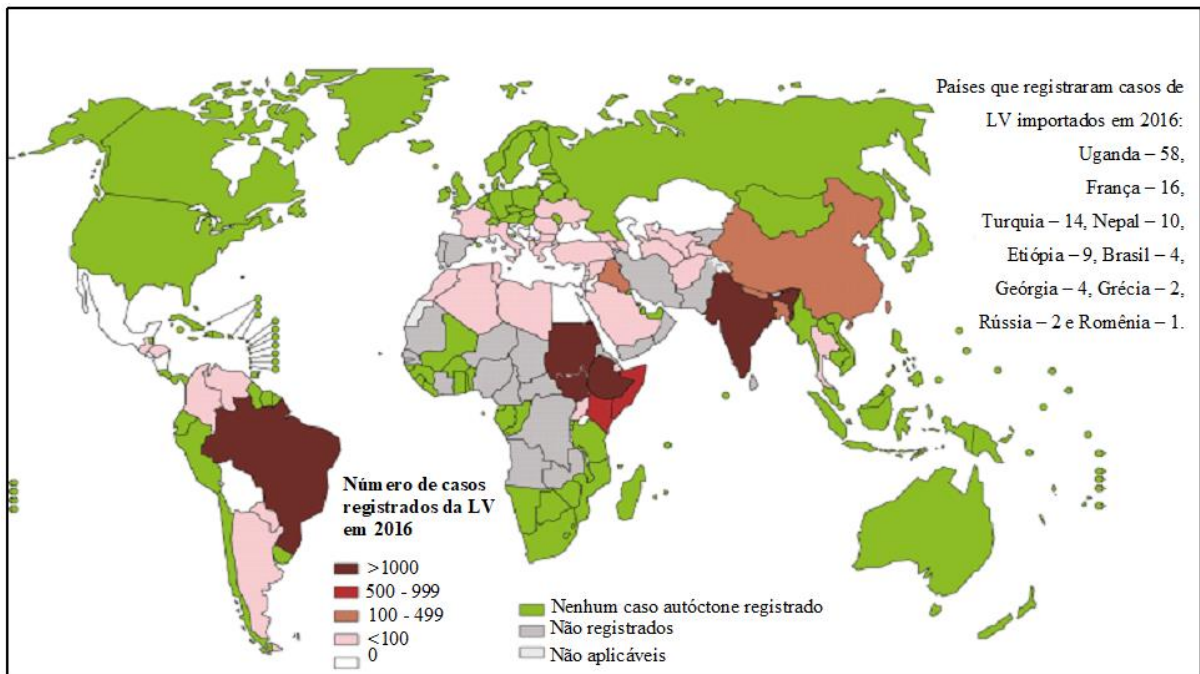 Países que registraram casos de
LV importados em 2016:
Uganda – 58,
França – 16,
Turquia – 14, Nepal – 10,
Etiópia – 9, Brasil – 4,
Geórgia – 4, Grécia – 2,
Rússia – 2 e Romênia – 1.
Número de casos
registrados da LV
em 2016
>1000
500 - 999
100 - 499
<100
0
Nenhum caso autóctone registrado
Não registrados
Não aplicáveis